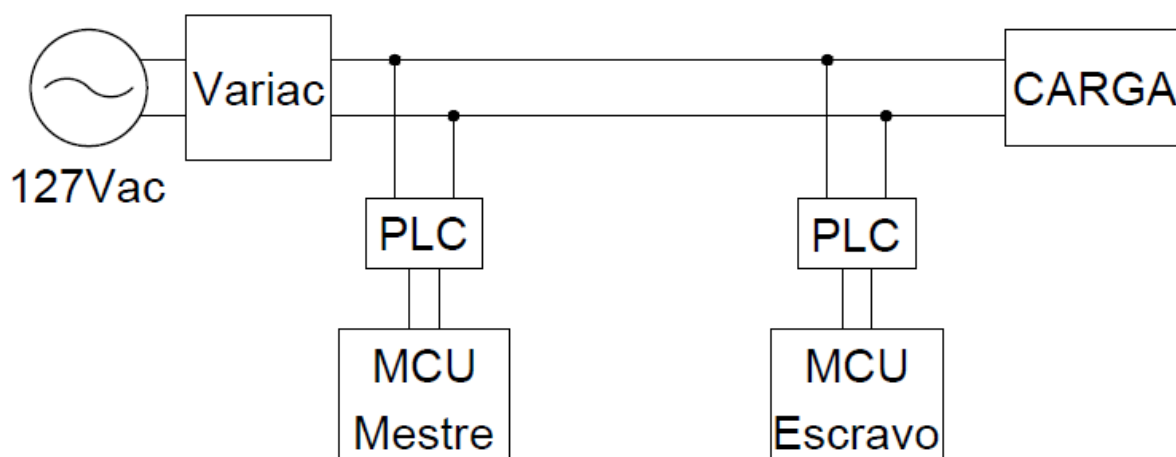 Variac
CARGA
127Vac
PLC
PLC
MCU
Mestre
MCU
Escravo